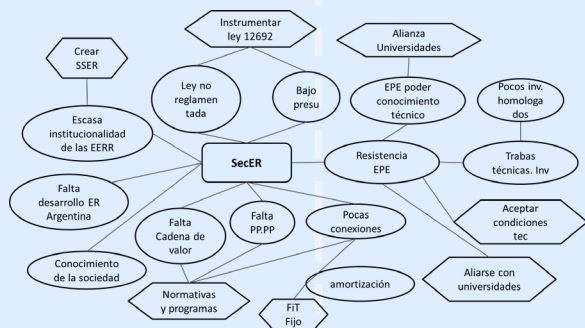 Instrumentar
ley 12692
Alianza
Universidades
Crear
SSER
Ley no
reglamen
tada
Bajo
presu
EPE poder
conocimiento
técnico
Pocos inv.
homologa
dos
Escasa
institucionalidad
de las EERR
SecER
Resistencia
EPE
Trabas
técnicas. Inv
Falta
desarrollo ER
Argentina
Falta
Cadena de
valor
Falta
PP.PP
Pocas
conexiones
Aceptar
condiciones
tec
Conocimiento
de la sociedad
Aliarse con
universidades
Normativas
y programas
amortización
FiT
Fijo